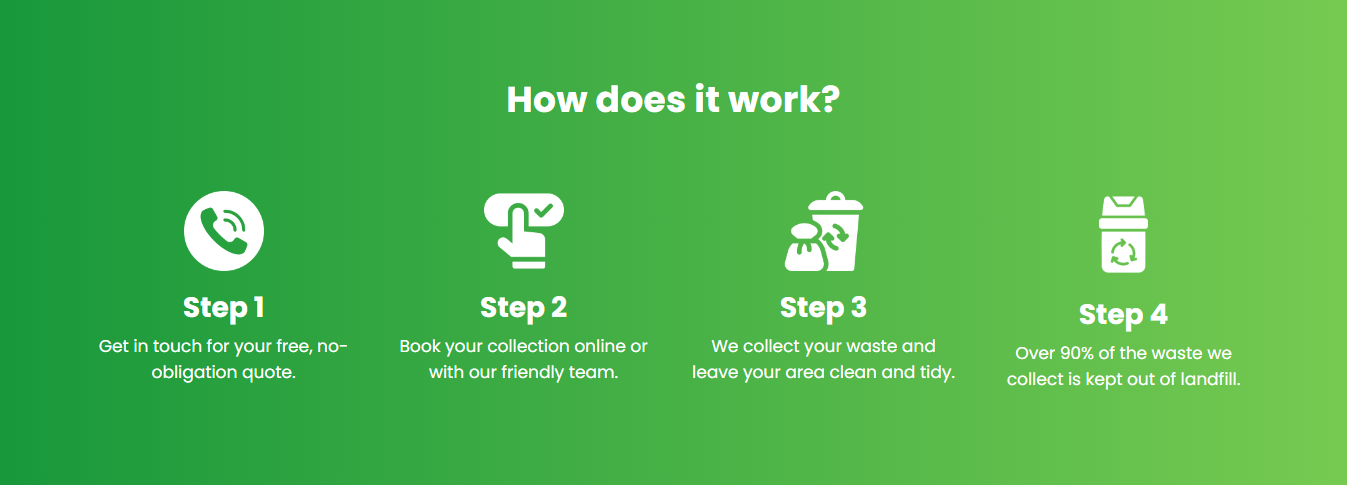 How does it work?
Step 1
Get in touch for your free, no-
obligation quote.
Step 2
Book your collection online or
with our friendly team.
Step 3
We collect your waste and
leave your area clean and tidy.
Step 4
Over 90% of the waste we
collect is kept out of landfill.